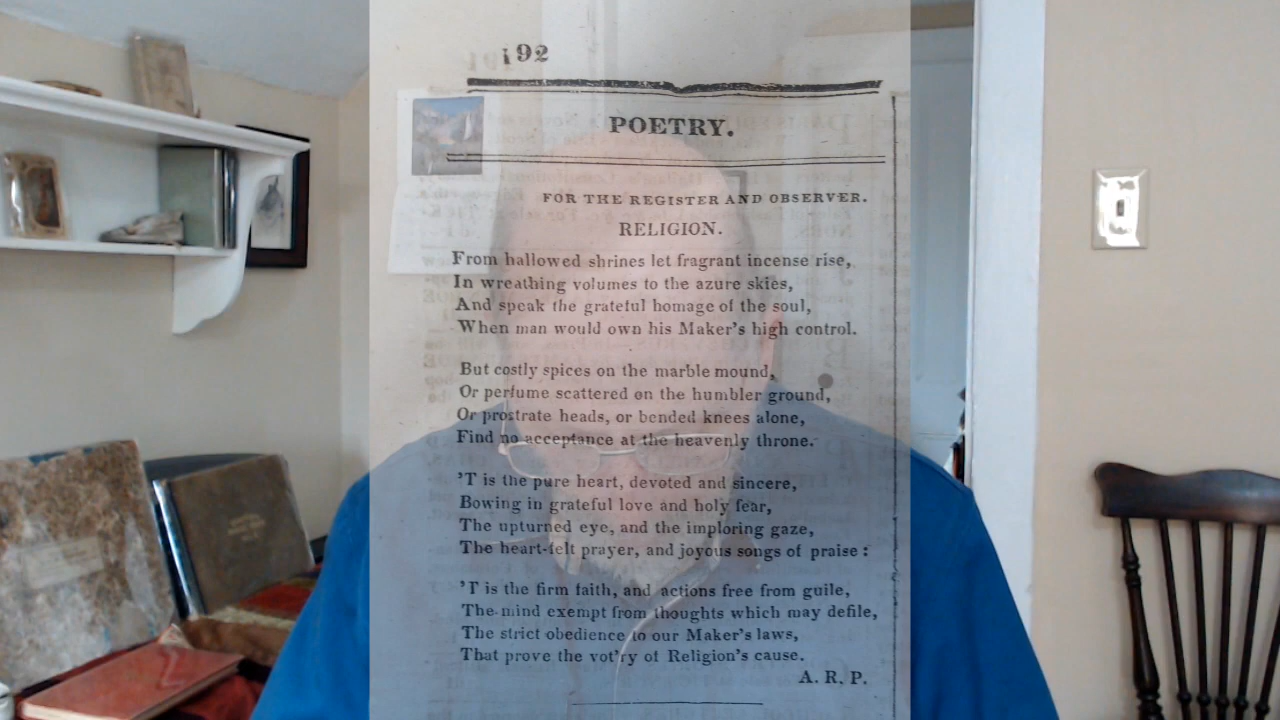 192
POETRY.
FOR THE REGISTER AND OBSERVER.
RELIGION.
From hallowed shrines let fragrant incense rise,
In wreathing volumes to the azure skies,
And speak the grateful homage of the soul,
When man would own his Maker's high control.
But costly spices on the marble mound,
Or perfume scattered on the humbler ground,
Or prostrate heads, or bended knees alone,
Find no acceptance at the heavenly throne.
'T is the pure heart, devoted and sincere,
Bowing in grateful love and holy fear,
The upturned eye, and the imploring gaze,
The heart-felt prayer, and joyous songs of praise:
'T is the firm faith, and actions free from guile,
The mind exempt from thoughts which may defile,
The strict obedience to our Maker's laws,
That prove the vot'ry of Religion's cause.
A. R. P.